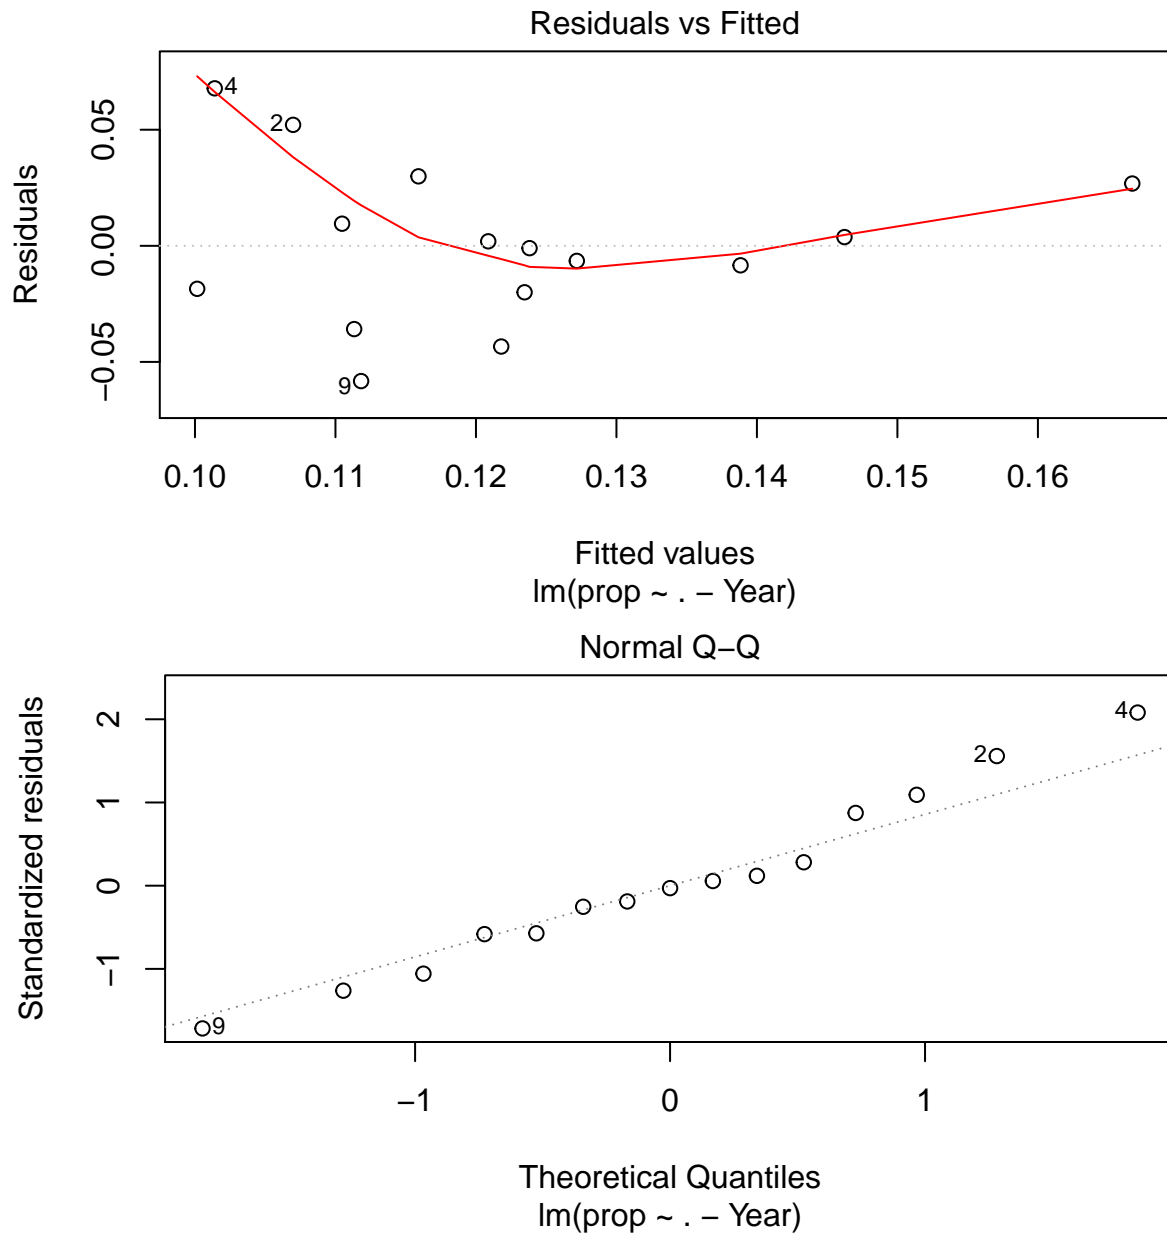 Residuals vs Fitted
Residuals
0.05
0.00
−0.05
4
2
9
0.10 0.11 0.12 0.13 0.14 0.15 0.16
Fitted values
lm(prop ~ . − Year)
Normal Q−Q
Standardized residuals
2
1
0
−1
4
2
9
−1 0 1
Theoretical Quantiles
lm(prop ~ . − Year)